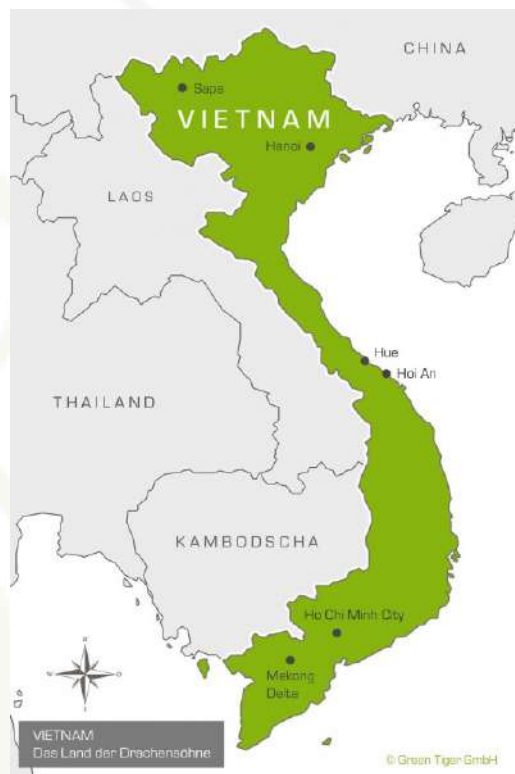 CHINA
Sapa
VIETNAM
Hanoi
LAOS
Hue
Hoi An
THAILAND
KAMBODSCHA
Ho Chi Minh City
Mekong
Delta
N
W
O
S
VIETNAM
Das Land der Drachensöhne
© Green Tiger GmbH